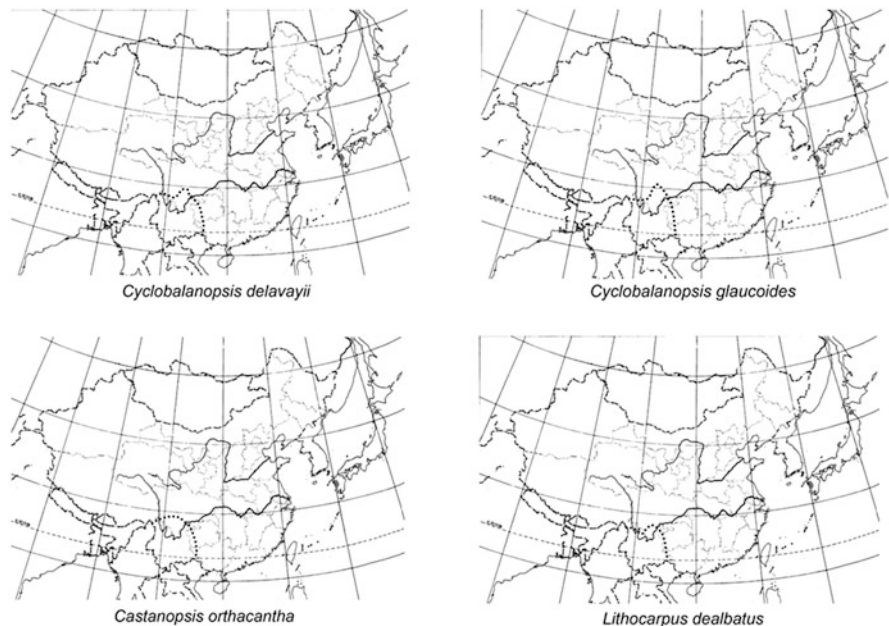 Cyclobalanopsis delavayii
Cyclobalanopsis glaucoides
Castanopsis orthacantha
Lithocarpus dealbatus